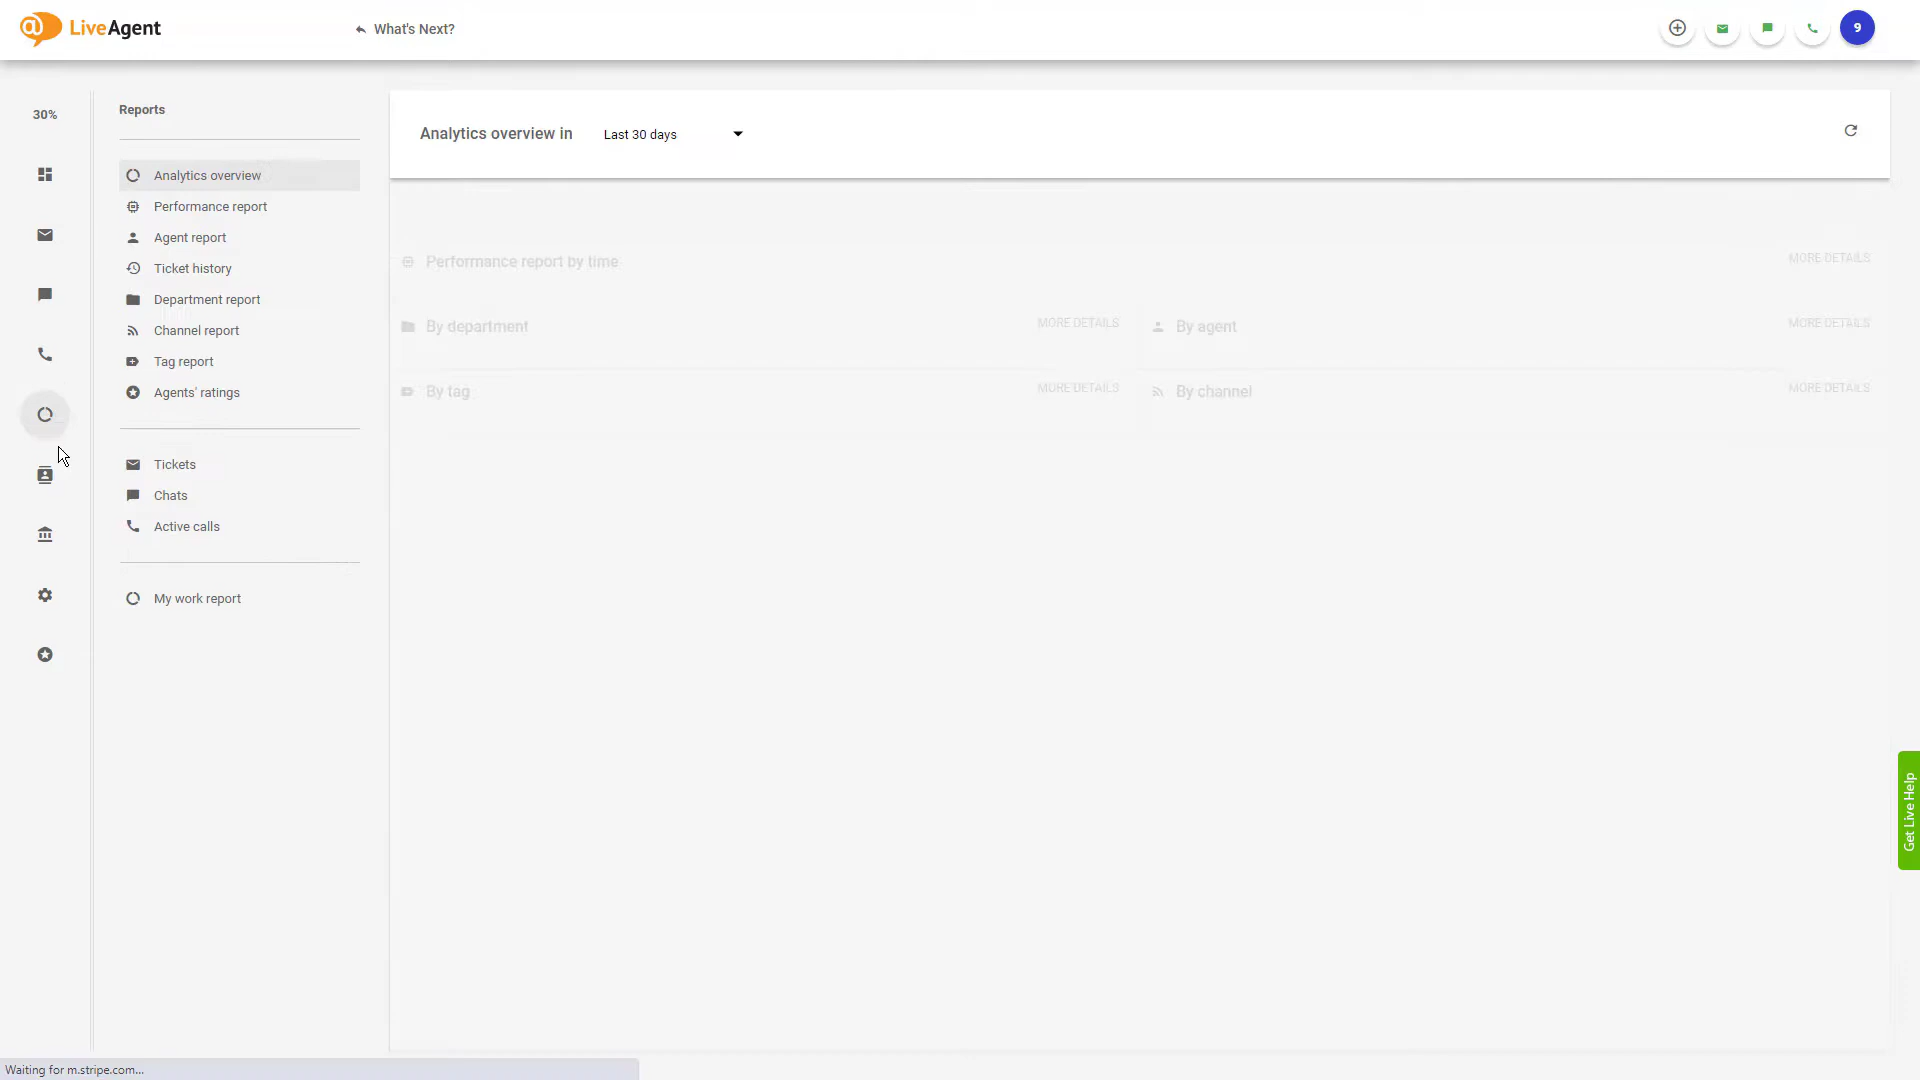 LiveAgent
What's Next?
9
30%
Reports
Analytics overview
Performance report
Agent report
Ticket history
Department report
Channel report
Tag report
Agents' ratings
Tickets
Chats
Active calls
My work report
Analytics overview in
Last 30 days
Performance report by time
MORE DETAILS
By department
MORE DETAILS
By agent
MORE DETAILS
By tag
MORE DETAILS
By channel
MORE DETAILS
Get Live Help
Waiting for m.stripe.com...